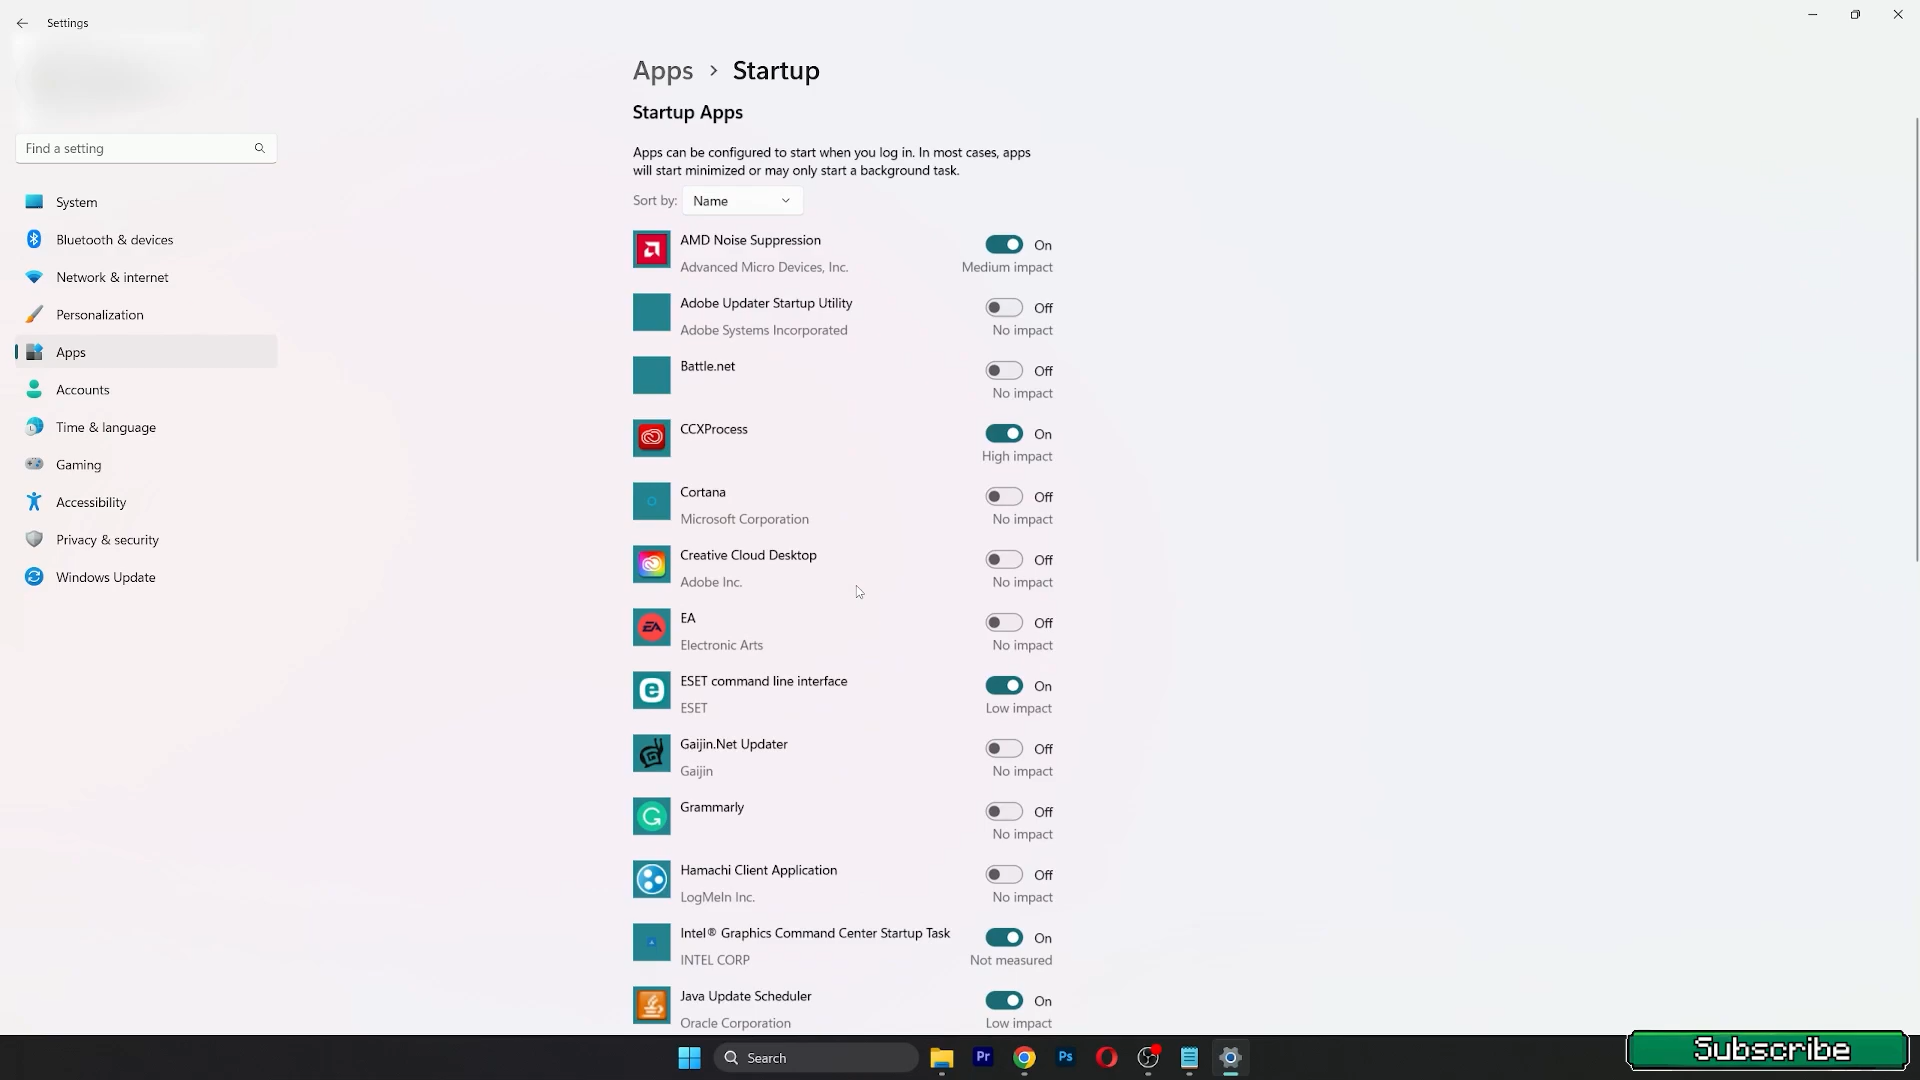 Settings
Find a setting
System
Bluetooth & devices
Network & internet
Personalization
Apps
Accounts
Time & language
Gaming
Accessibility
Privacy & security
Windows Update
Apps > Startup
Startup Apps
Apps can be configured to start when you log in. In most cases, apps
will start minimized or may only start a background task.
Sort by: Name
AMD Noise Suppression On
Advanced Micro Devices, Inc. Medium impact
Adobe Updater Startup Utility Off
Adobe Systems Incorporated No impact
Battle.net Off
No impact
CCXProcess On
High impact
Cortana Off
Microsoft Corporation No impact
Creative Cloud Desktop Off
Adobe Inc. No impact
EA Off
Electronic Arts No impact
ESET command line interface On
ESET Low impact
Gaijin.Net Updater Off
Gaijin No impact
Grammarly Off
No impact
Hamachi Client Application Off
LogMeIn Inc. No impact
Intel® Graphics Command Center Startup Task On
INTEL CORP Not measured
Java Update Scheduler On
Oracle Corporation Low impact
Search
Pr
Ps
Subscribe